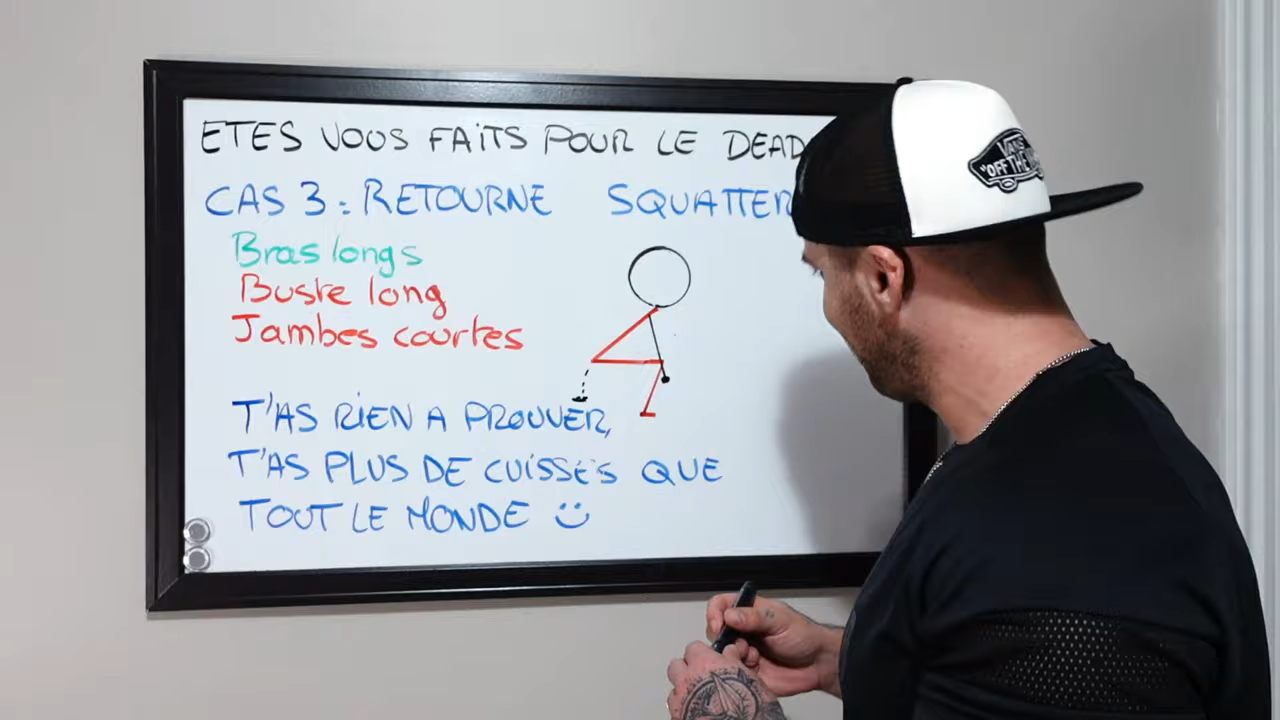 ETES VOUS FAITS POUR LE DEAD
CAS 3 : RETOURNE SQUATTER
Bras longs
Buste long
Jambes courtes
T'AS RIEN A PROUVER,
T'AS PLUS DE CUISSES QUE
TOUT LE MONDE
VANS
"OFF THE